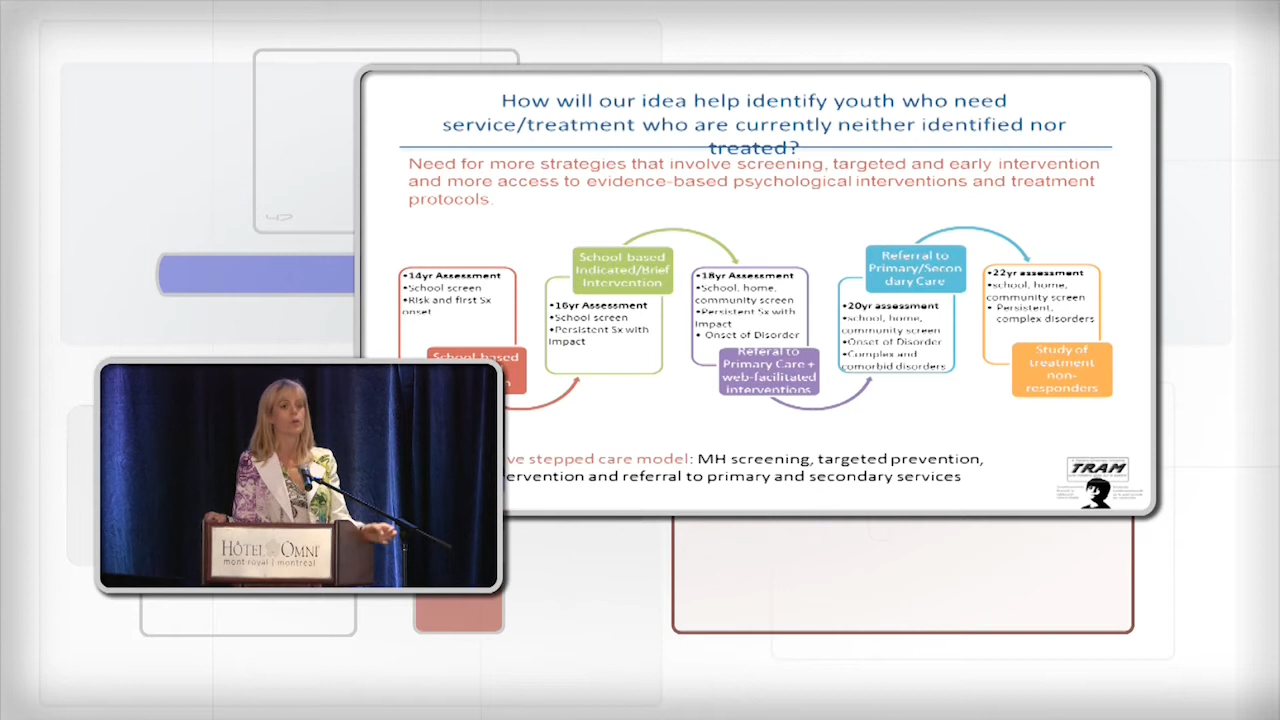 How will our idea help identify youth who need
service/treatment who are currently neither identified nor
treated?
Need for more strategies that involve screening, targeted and early intervention
and more access to evidence-based psychological interventions and treatment
protocols.
•14yr Assessment
•School screen
•Risk and first Sx
onset
School based
School based
Indicated/Brief
Intervention
•16yr Assessment
•School screen
•Persistent Sx with
Impact
•18yr Assessment
•School, home,
community screen
•Persistent Sx with
Impact
• Onset of Disorder
Referal to
Primary Care +
web-facilitated
interventions
Referral to
Primary/Secon
dary Care
•20yr assessment
•school, home,
community screen
•Onset of Disorder
•Complex and
comorbid disorders
•22yr assessment
•school, home,
community screen
• Persistent,
complex disorders
Study of
treatment
non-
responders
stepped care model: MH screening, targeted prevention,
and referral to primary and secondary services
TRAM
HÔTEL OMNI
mont royal | montreal